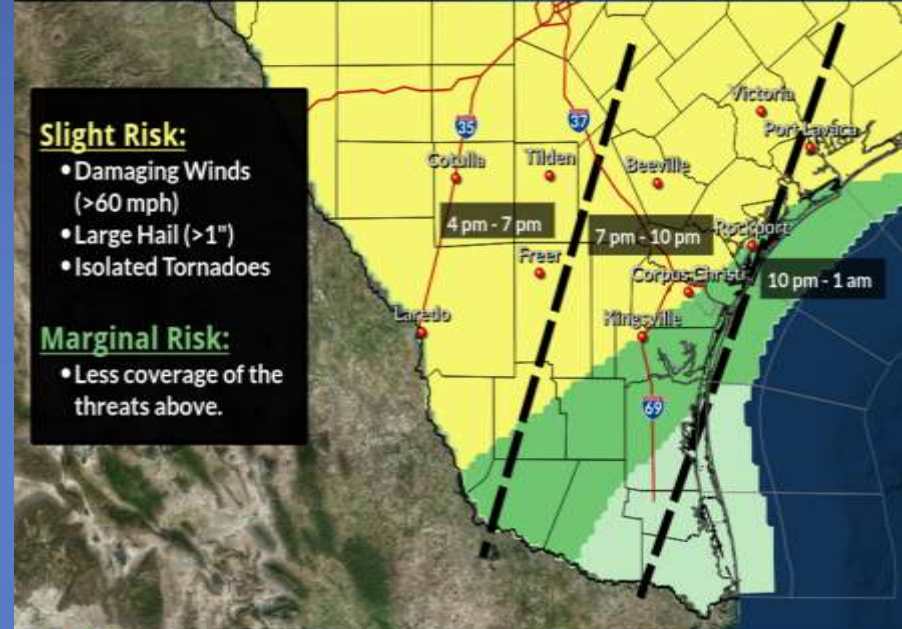 Slight Risk:
•Damaging Winds
(>60 mph)
•Large Hail (>1")
•Isolated Tornadoes
Marginal Risk:
•Less coverage of the
threats above.
35
37
Victoria
Port Lavaca
Cotulla
Tilden
Beeville
4 pm - 7 pm
7 pm - 10 pm
Rockport
Freer
Corpus Christi
10 pm - 1 am
Laredo
Kingsville
69